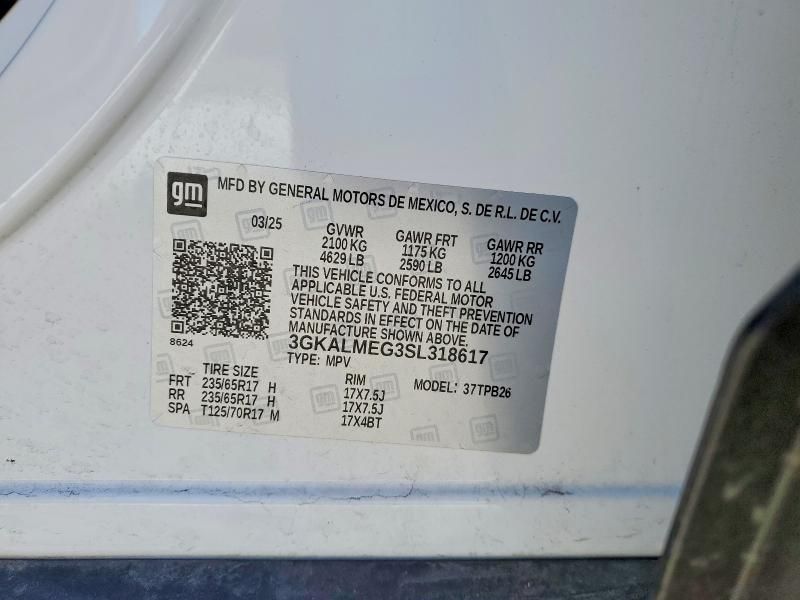 gm MFD BY GENERAL MOTORS DE MEXICO, S. DE R.L. DE C.V.
03/25 GVWR GAWR FRT GAWR RR
2100 KG 1175 KG 1200 KG
4629 LB 2590 LB 2645 LB
THIS VEHICLE CONFORMS TO ALL
APPLICABLE U.S. FEDERAL MOTOR
VEHICLE SAFETY AND THEFT PREVENTION
STANDARDS IN EFFECT ON THE DATE OF
MANUFACTURE SHOWN ABOVE.
8624 3GKALMEG3SL318617
TYPE: MPV
TIRE SIZE RIM MODEL: 37TPB26
FRT 235/65R17 H 17X7.5J
RR 235/65R17 H 17X7.5J
SPA T125/70R17 M 17X4BT